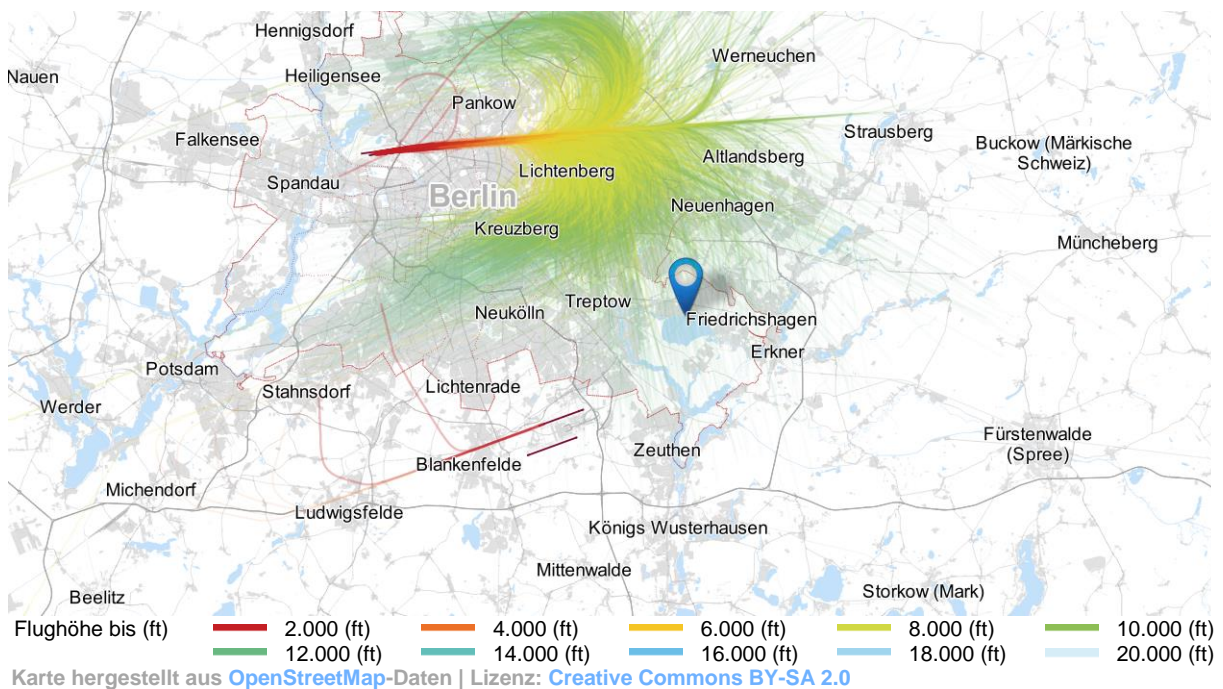 Hennigsdorf
Werneuchen
Nauen
Heiligensee
Pankow
Falkensee
Strausberg
Buckow (Märkische
Schweiz)
Altlandsberg
Lichtenberg
Spandau
Berlin
Neuenhagen
Kreuzberg
Müncheberg
Treptow
Neukölln
Friedrichshagen
Erkner
Potsdam
Stahnsdorf
Lichtenrade
Werder
Fürstenwalde
(Spree)
Zeuthen
Blankenfelde
Michendorf
Ludwigsfelde
Königs Wusterhausen
Mittenwalde
Storkow (Mark)
Beelitz
Flughöhe bis (ft) 2.000 (ft) 4.000 (ft) 6.000 (ft) 8.000 (ft) 10.000 (ft)
12.000 (ft) 14.000 (ft) 16.000 (ft) 18.000 (ft) 20.000 (ft)
Karte hergestellt aus OpenStreetMap-Daten | Lizenz: Creative Commons BY-SA 2.0